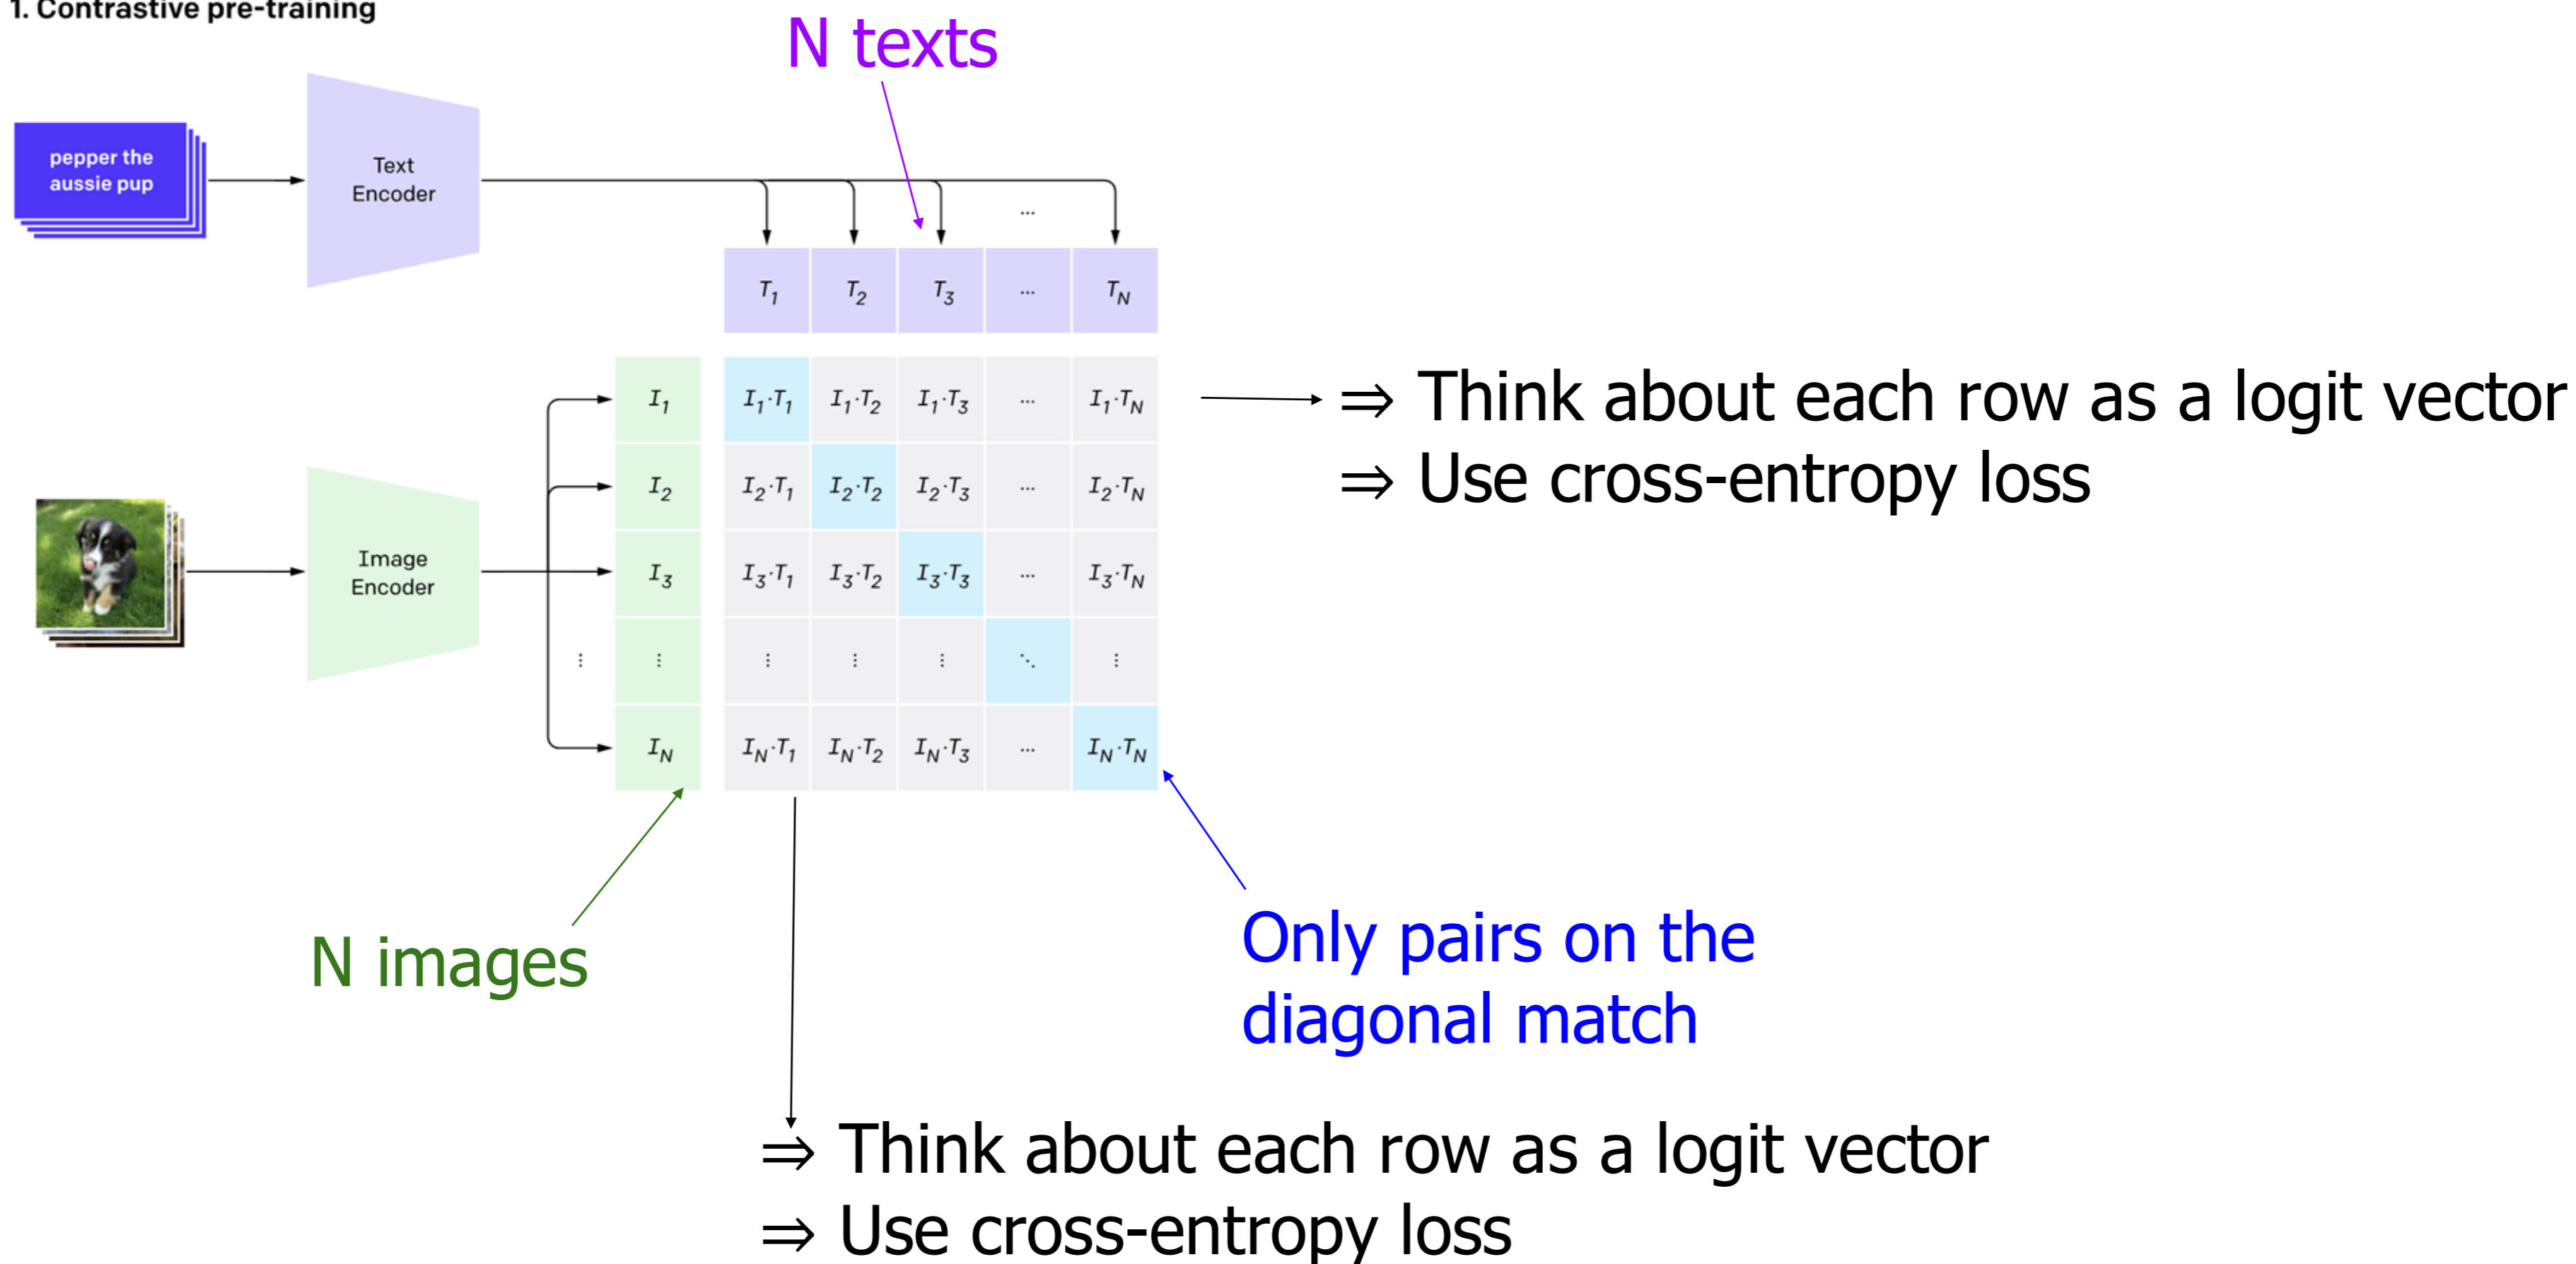 1. Contrastive pre-training
N texts
pepper the
aussie pup
Text
Encoder
...
T1 T2 T3 ... TN
I1 I1·T1 I1·T2 I1·T3 ... I1·TN
⇒ Think about each row as a logit vector
I2 I2·T1 I2·T2 I2·T3 ... I2·TN
⇒ Use cross-entropy loss
Image
Encoder
I3 I3·T1 I3·T2 I3·T3 ... I3·TN
⋮ ⋮ ⋮ ⋮ ⋮ ⋱ ⋮
IN IN·T1 IN·T2 IN·T3 ... IN·TN
N images
Only pairs on the
diagonal match
⇒ Think about each row as a logit vector
⇒ Use cross-entropy loss